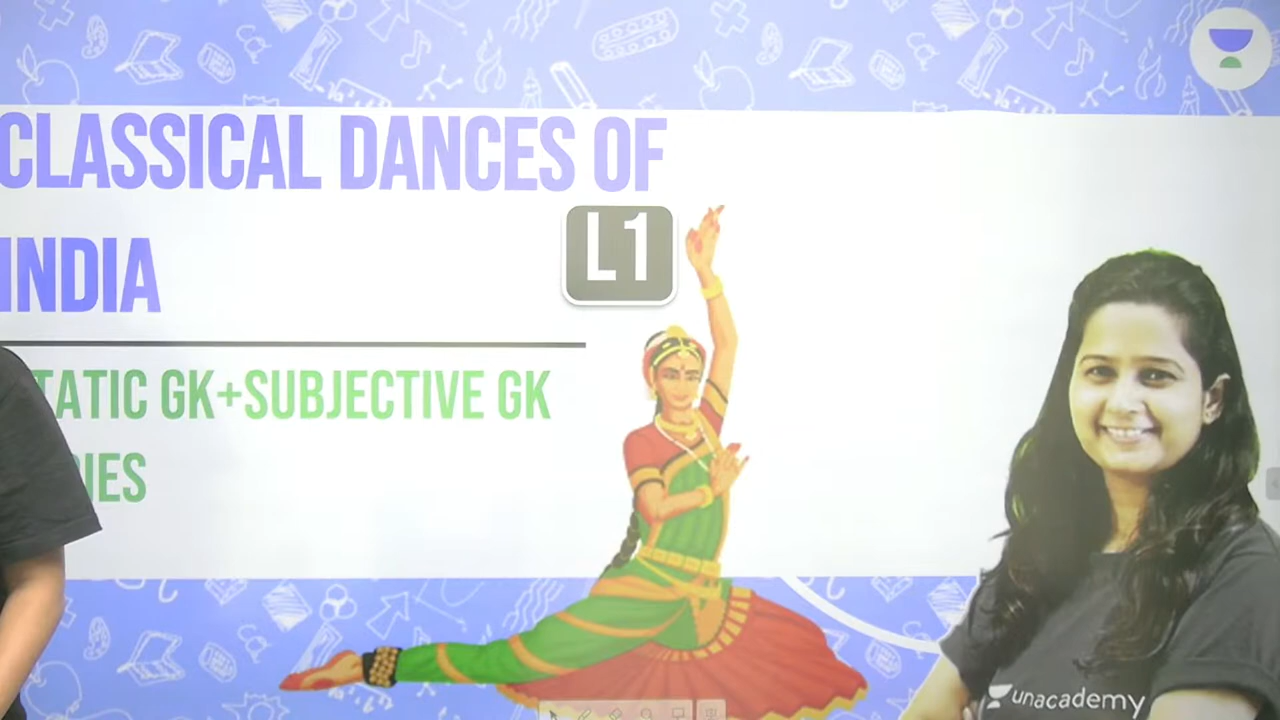 CLASSICAL DANCES OF
INDIA
L1
TATIC GK+SUBJECTIVE GK
IES
unacademy